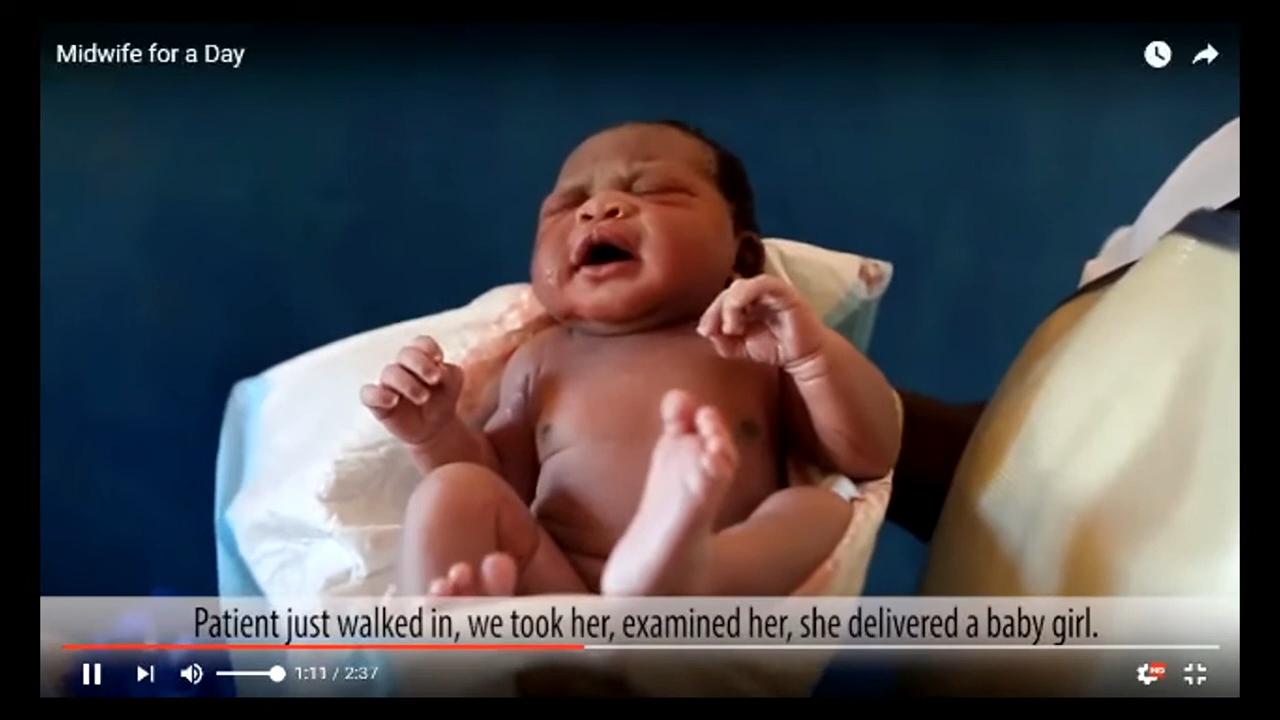 Midwife for a Day
Patient just walked in, we took her, examined her, she delivered a baby girl.
1:11 / 2:37
HD